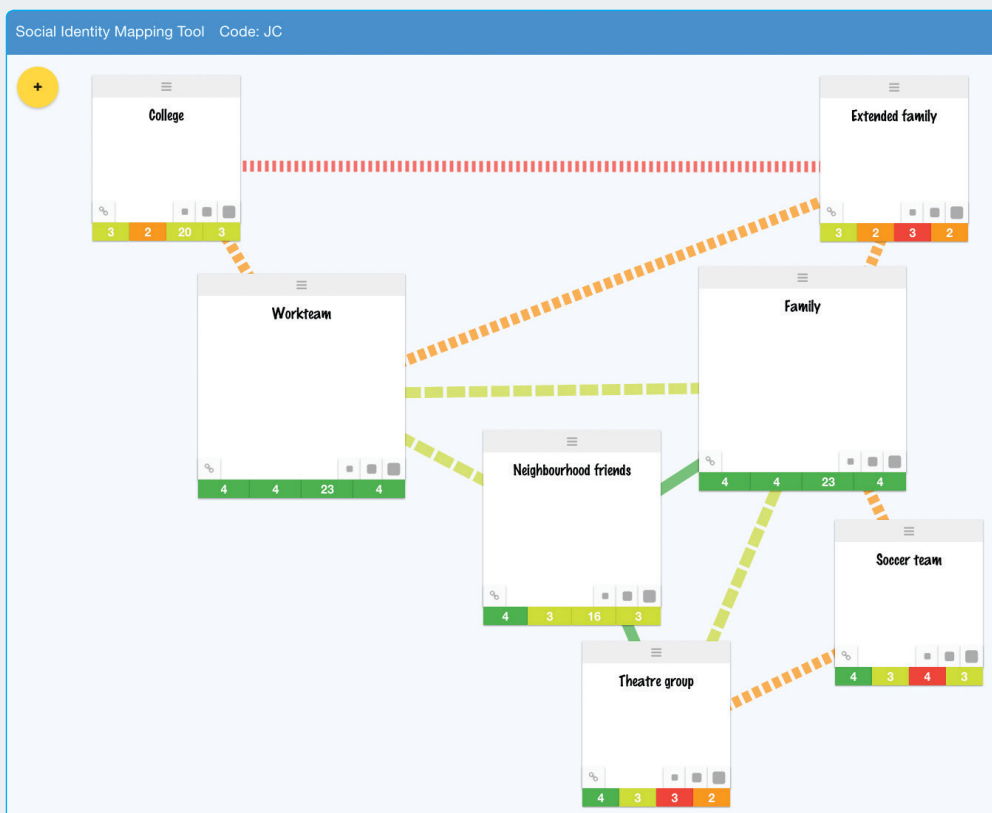 Social Identity Mapping Tool Code: JC
+
College
3 2 20 3
Extended family
3 2 3 2
Workteam
4 4 23 4
Family
4 4 23 4
Neighbourhood friends
4 3 16 3
Soccer team
4 3 4 3
Theatre group
4 3 3 2